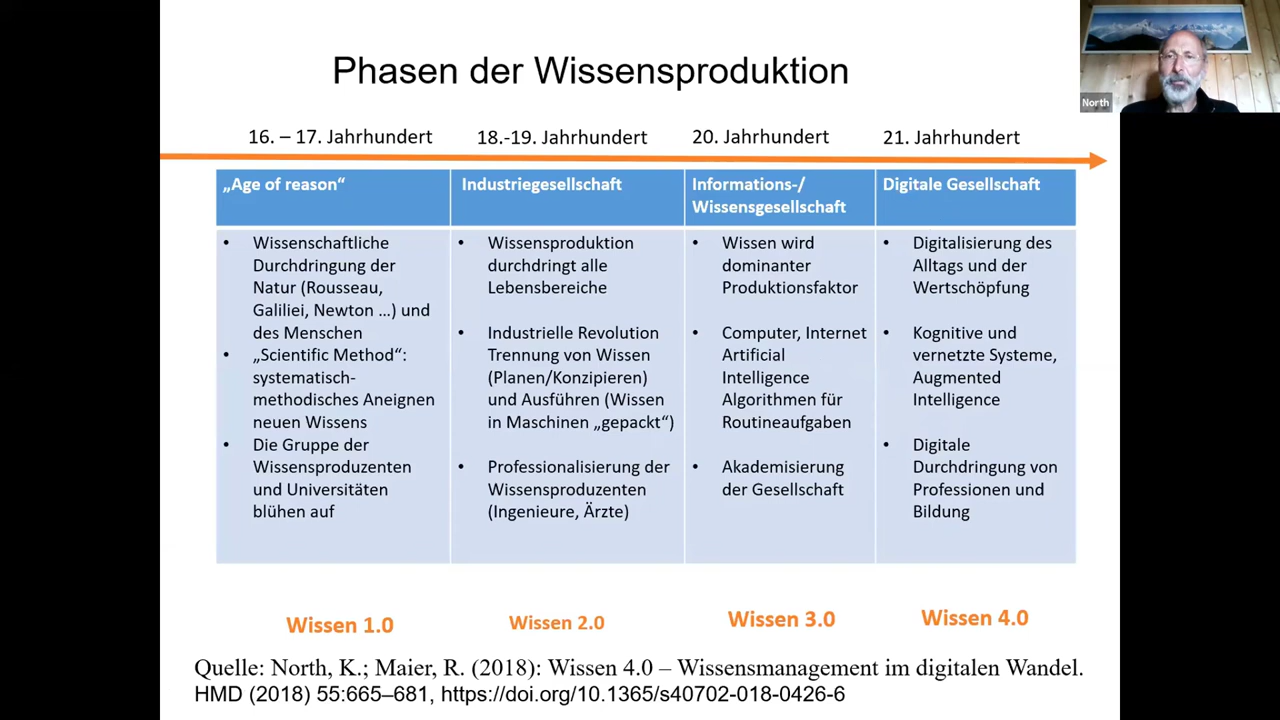 Phasen der Wissensproduktion
North
16. – 17. Jahrhundert
18.-19. Jahrhundert
20. Jahrhundert
21. Jahrhundert
„Age of reason“
Industriegesellschaft
Informations-/
Wissensgesellschaft
Digitale Gesellschaft
• Wissenschaftliche
Durchdringung der
Natur (Rousseau,
Galiliei, Newton …) und
des Menschen
• „Scientific Method“:
systematisch-
methodisches Aneignen
neuen Wissens
• Die Gruppe der
Wissensproduzenten
und Universitäten
blühen auf
• Wissensproduktion
durchdringt alle
Lebensbereiche
• Industrielle Revolution
Trennung von Wissen
(Planen/Konzipieren)
und Ausführen (Wissen
in Maschinen „gepackt“)
• Professionalisierung der
Wissensproduzenten
(Ingenieure, Ärzte)
• Wissen wird
dominanter
Produktionsfaktor
• Computer, Internet
Artificial
Intelligence
Algorithmen für
Routineaufgaben
• Akademisierung
der Gesellschaft
• Digitalisierung des
Alltags und der
Wertschöpfung
• Kognitive und
vernetzte Systeme,
Augmented
Intelligence
• Digitale
Durchdringung von
Professionen und
Bildung
Wissen 1.0
Wissen 2.0
Wissen 3.0
Wissen 4.0
Quelle: North, K.; Maier, R. (2018): Wissen 4.0 – Wissensmanagement im digitalen Wandel.
HMD (2018) 55:665–681, https://doi.org/10.1365/s40702-018-0426-6